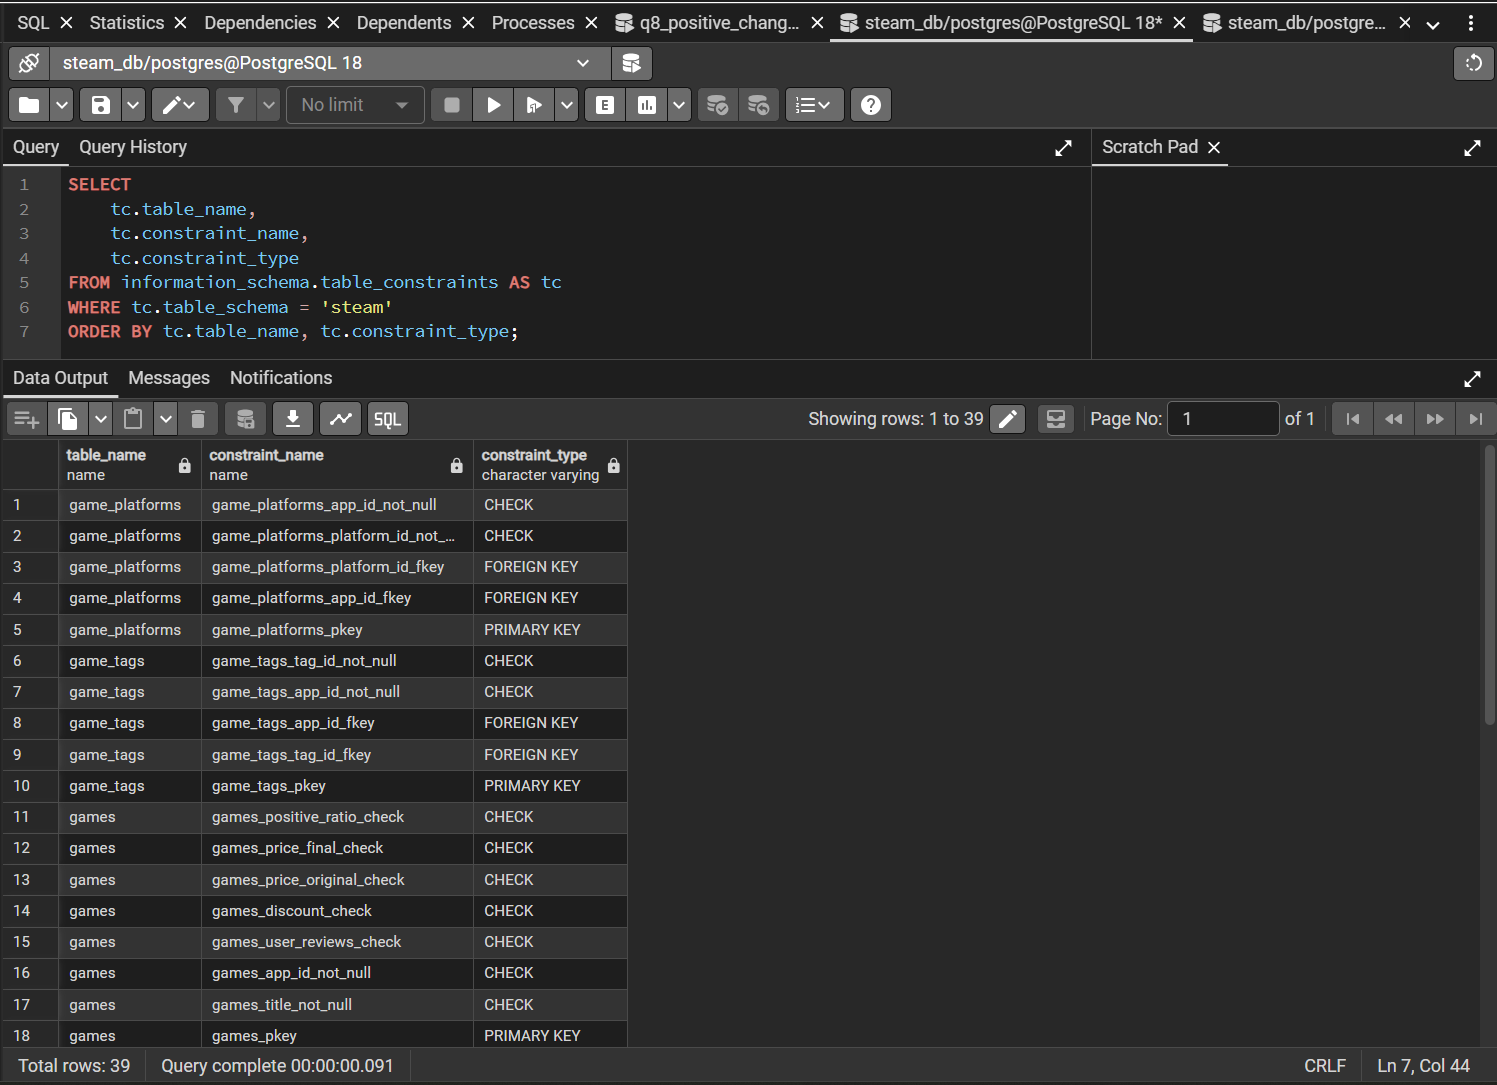 SQL Statistics Dependencies Dependents Processes q8_positive_chang... steam_db/postgres@PostgreSQL 18* steam_db/postgre...
steam_db/postgres@PostgreSQL 18
No limit
Query Query History Scratch Pad
1 SELECT
2 tc.table_name,
3 tc.constraint_name,
4 tc.constraint_type
5 FROM information_schema.table_constraints AS tc
6 WHERE tc.table_schema = 'steam'
7 ORDER BY tc.table_name, tc.constraint_type;
Data Output Messages Notifications
SQL Showing rows: 1 to 39 Page No: 1 of 1
table_name constraint_name constraint_type
name name character varying
1 game_platforms game_platforms_app_id_not_null CHECK
2 game_platforms game_platforms_platform_id_not_... CHECK
3 game_platforms game_platforms_platform_id_fkey FOREIGN KEY
4 game_platforms game_platforms_app_id_fkey FOREIGN KEY
5 game_platforms game_platforms_pkey PRIMARY KEY
6 game_tags game_tags_tag_id_not_null CHECK
7 game_tags game_tags_app_id_not_null CHECK
8 game_tags game_tags_app_id_fkey FOREIGN KEY
9 game_tags game_tags_tag_id_fkey FOREIGN KEY
10 game_tags game_tags_pkey PRIMARY KEY
11 games games_positive_ratio_check CHECK
12 games games_price_final_check CHECK
13 games games_price_original_check CHECK
14 games games_discount_check CHECK
15 games games_user_reviews_check CHECK
16 games games_app_id_not_null CHECK
17 games games_title_not_null CHECK
18 games games_pkey PRIMARY KEY
Total rows: 39 Query complete 00:00:00.091 CRLF Ln 7, Col 44